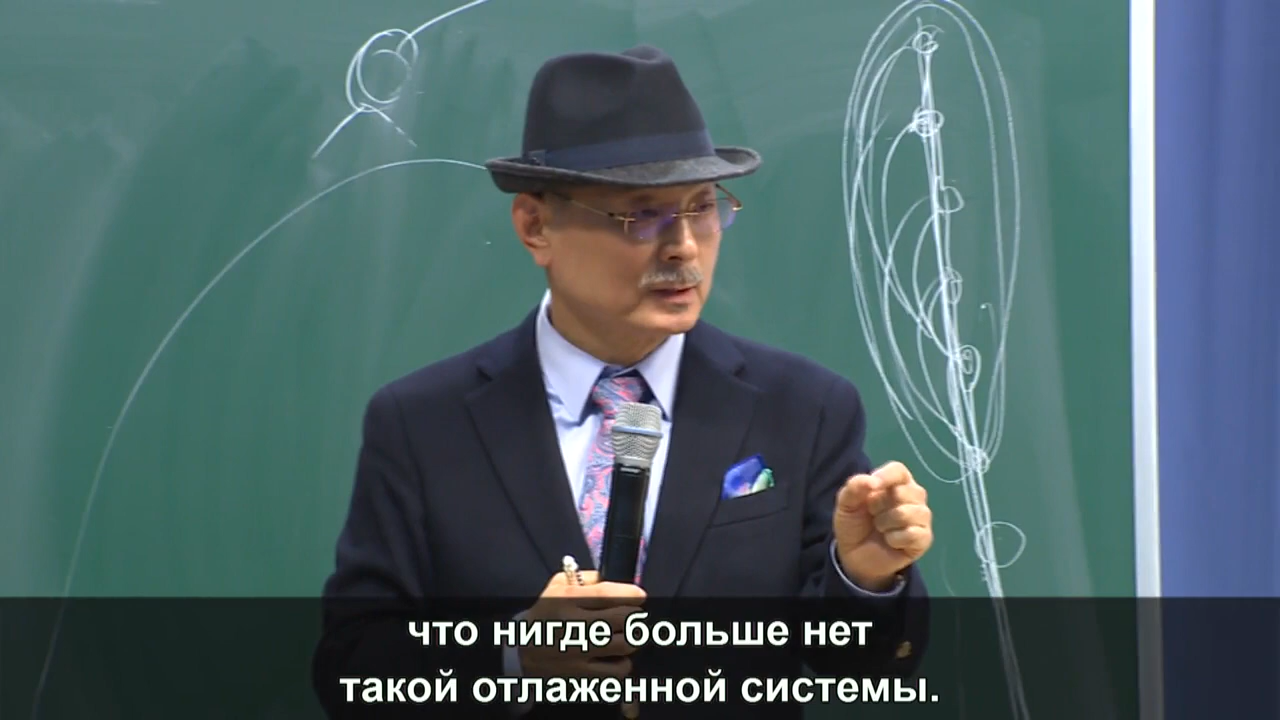 что нигде больше нет
такой отлаженной системы.